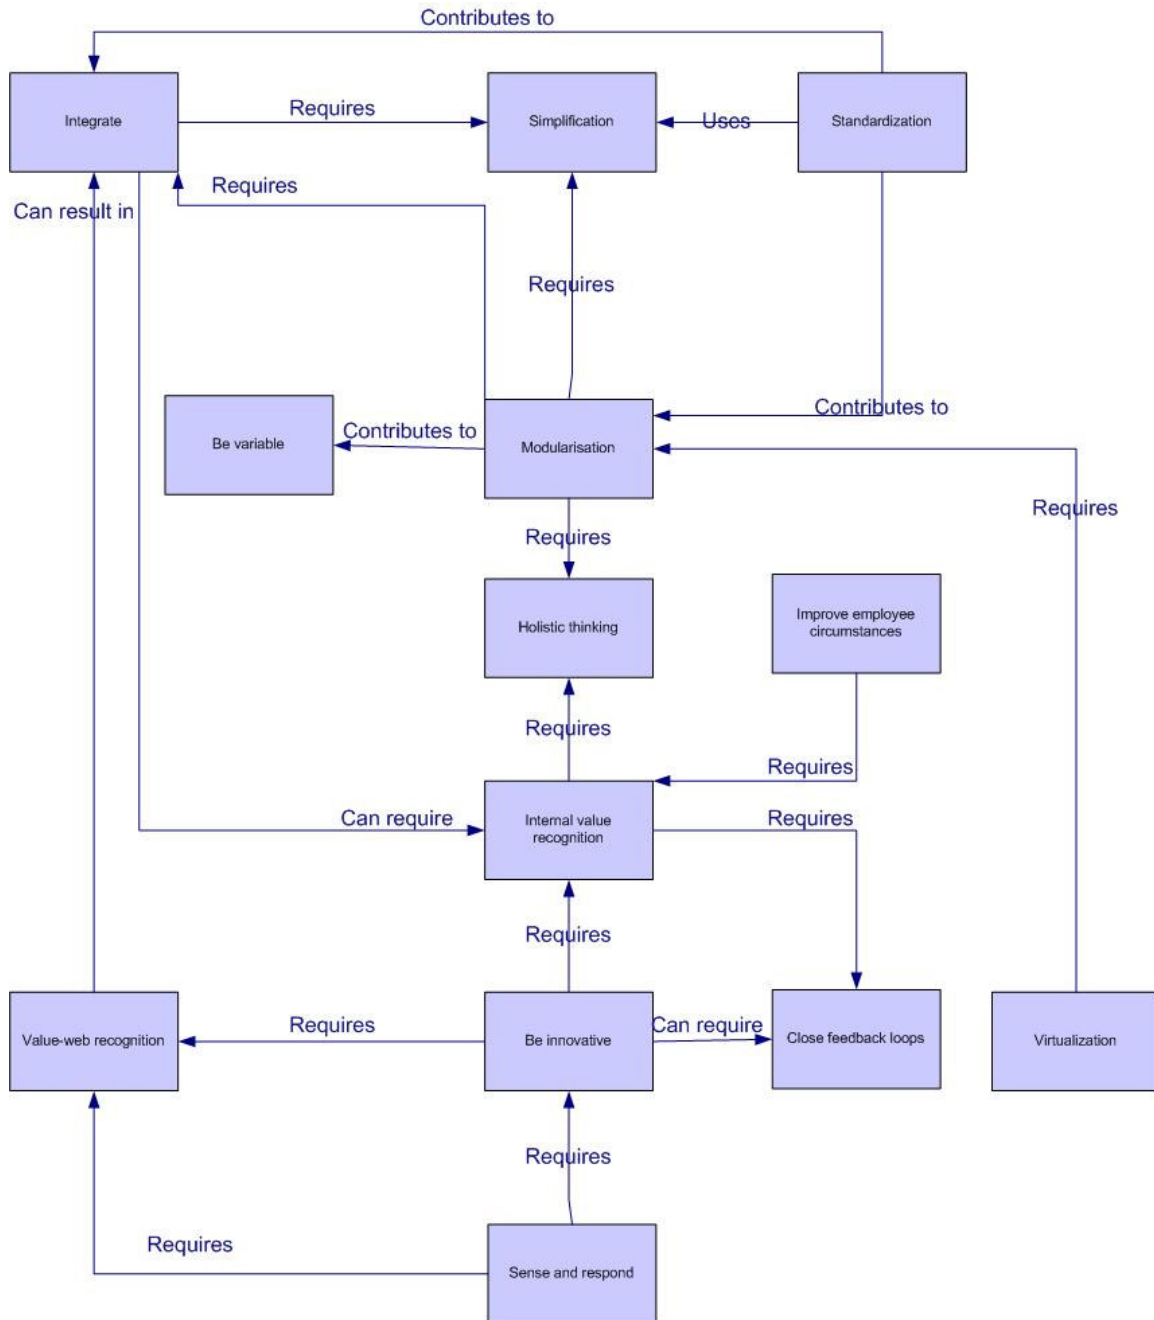 Contributes to
Integrate
Requires
Simplification
Uses
Standardization
Requires
Can result in
Requires
Be variable
Contributes to
Modularisation
Contributes to
Requires
Requires
Holistic thinking
Improve employee
circumstances
Requires
Requires
Can require
Internal value
recognition
Requires
Requires
Value-web recognition
Requires
Be innovative
Can require
Close feedback loops
Virtualization
Requires
Requires
Sense and respond